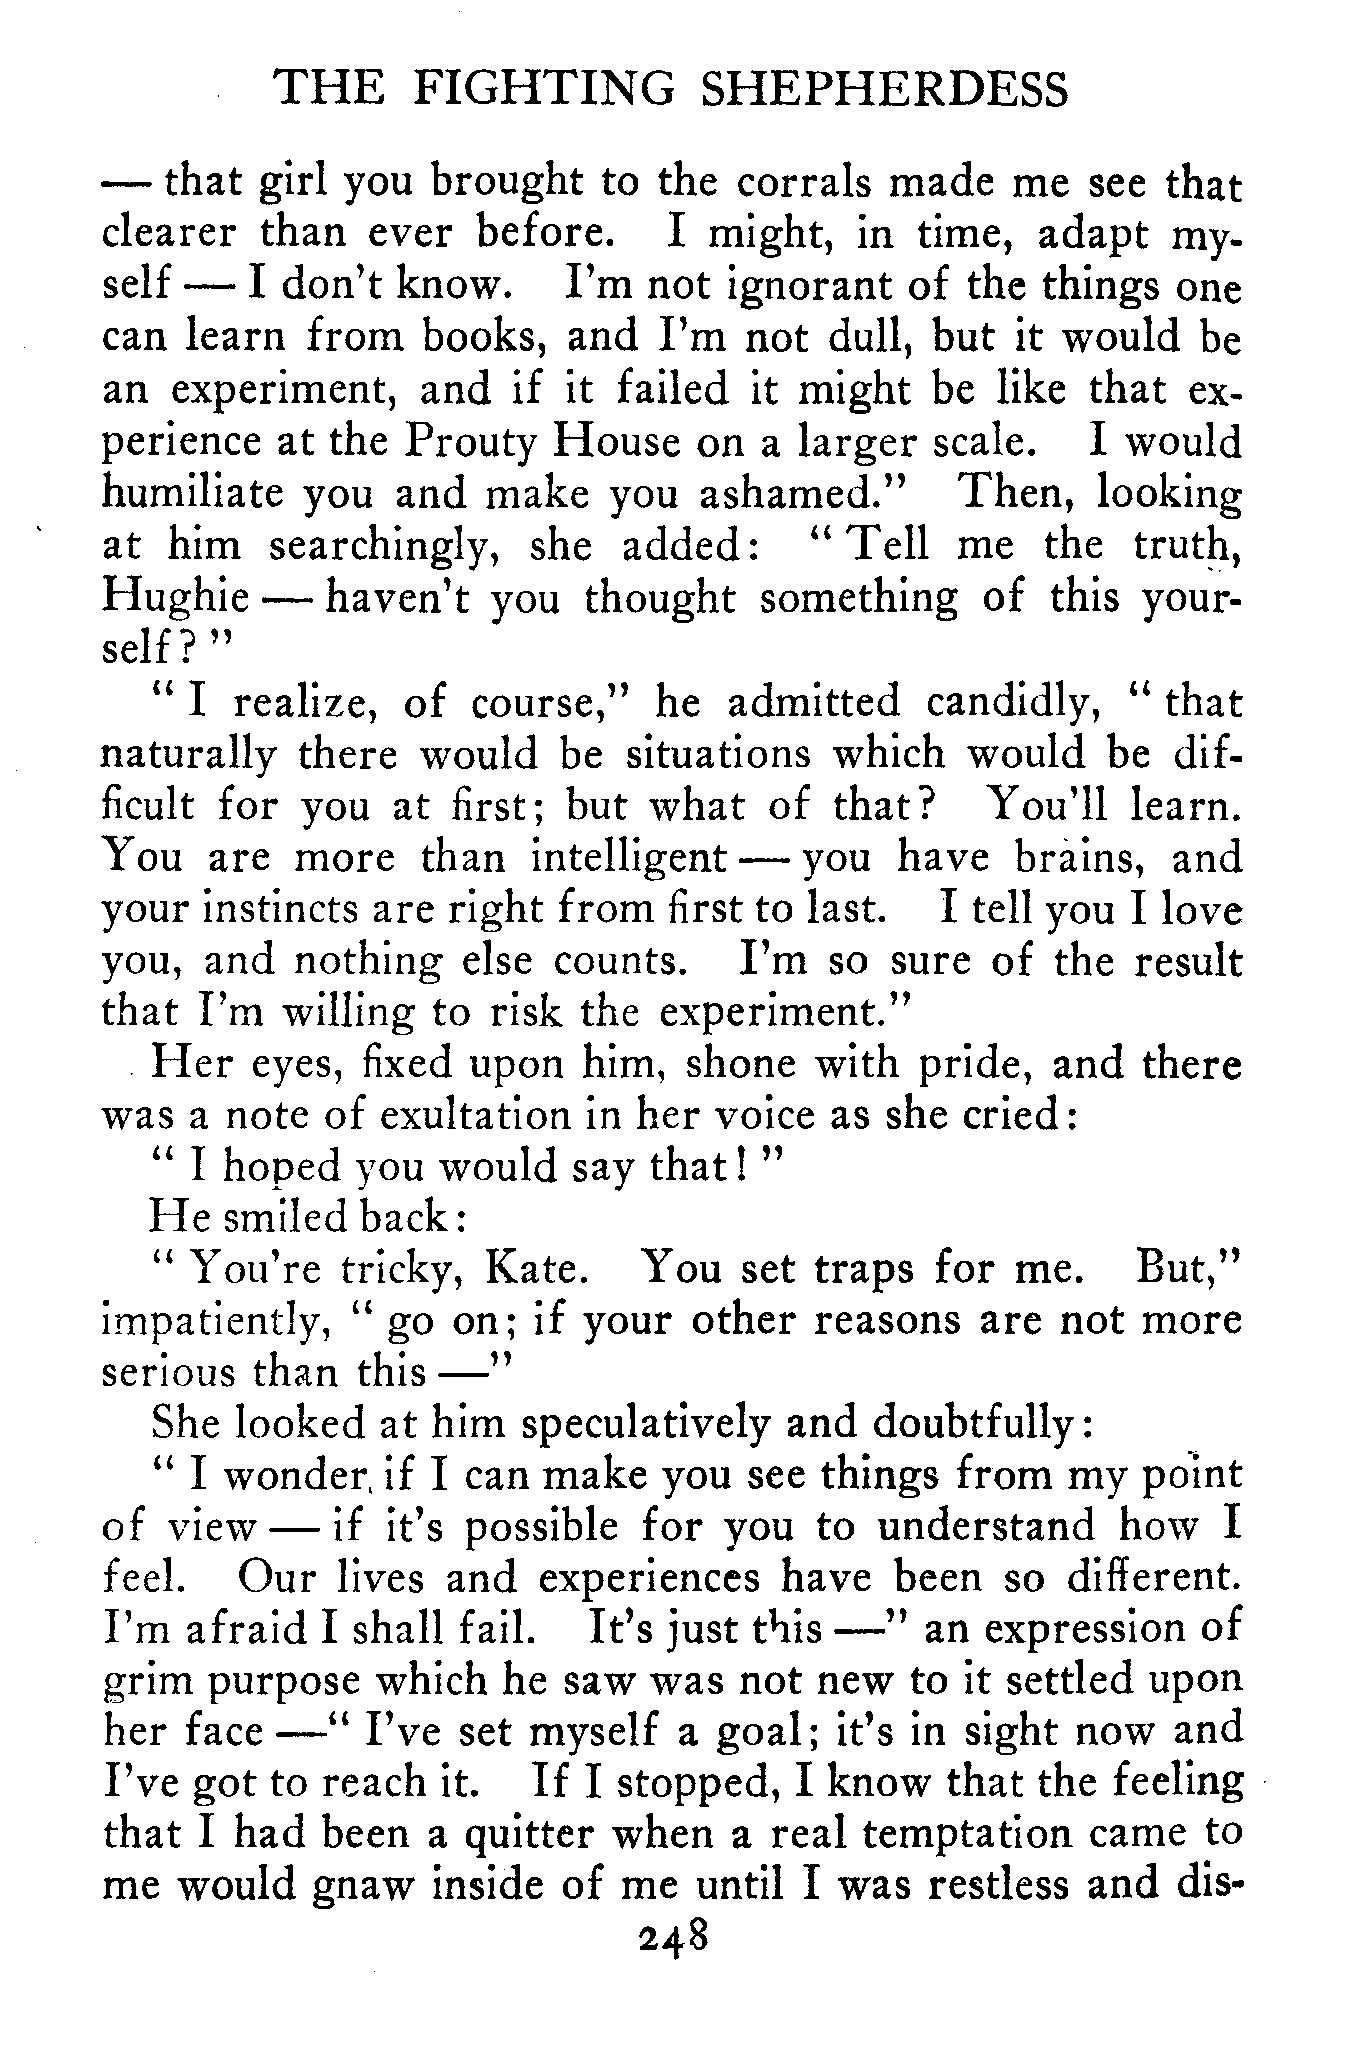 THE FIGHTING SHEPHERDESS
— that girl you brought to the corrals made me see that
clearer than ever before. I might, in time, adapt my-
self — I don't know. I'm not ignorant of the things one
can learn from books, and I'm not dull, but it would be
an experiment, and if it failed it might be like that ex-
perience at the Prouty House on a larger scale. I would
humiliate you and make you ashamed." Then, looking
at him searchingly, she added: " Tell me the truth,
Hughie — haven't you thought something of this your-
self? "
" I realize, of course," he admitted candidly, " that
naturally there would be situations which would be dif-
ficult for you at first; but what of that? You'll learn.
You are more than intelligent — you have brains, and
your instincts are right from first to last. I tell you I love
you, and nothing else counts. I'm so sure of the result
that I'm willing to risk the experiment."
Her eyes, fixed upon him, shone with pride, and there
was a note of exultation in her voice as she cried:
" I hoped you would say that! "
He smiled back:
" You're tricky, Kate. You set traps for me. But,"
impatiently, " go on; if your other reasons are not more
serious than this —"
She looked at him speculatively and doubtfully:
" I wonder if I can make you see things from my point
of view — if it's possible for you to understand how I
feel. Our lives and experiences have been so different.
I'm afraid I shall fail. It's just this —" an expression of
grim purpose which he saw was not new to it settled upon
her face —" I've set myself a goal; it's in sight now and
I've got to reach it. If I stopped, I know that the feeling
that I had been a quitter when a real temptation came to
me would gnaw inside of me until I was restless and dis-
248